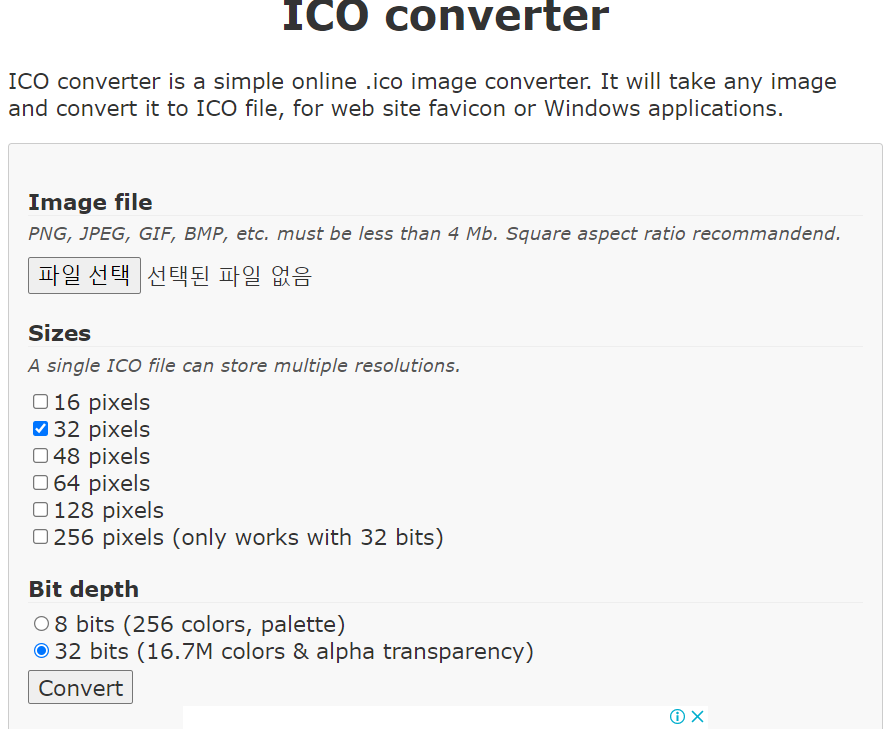 ICO converter
ICO converter is a simple online .ico image converter. It will take any image
and convert it to ICO file, for web site favicon or Windows applications.
Image file
PNG, JPEG, GIF, BMP, etc. must be less than 4 Mb. Square aspect ratio recommandend.
파일 선택 선택된 파일 없음
Sizes
A single ICO file can store multiple resolutions.
16 pixels
32 pixels
48 pixels
64 pixels
128 pixels
256 pixels (only works with 32 bits)
Bit depth
8 bits (256 colors, palette)
32 bits (16.7M colors & alpha transparency)
Convert